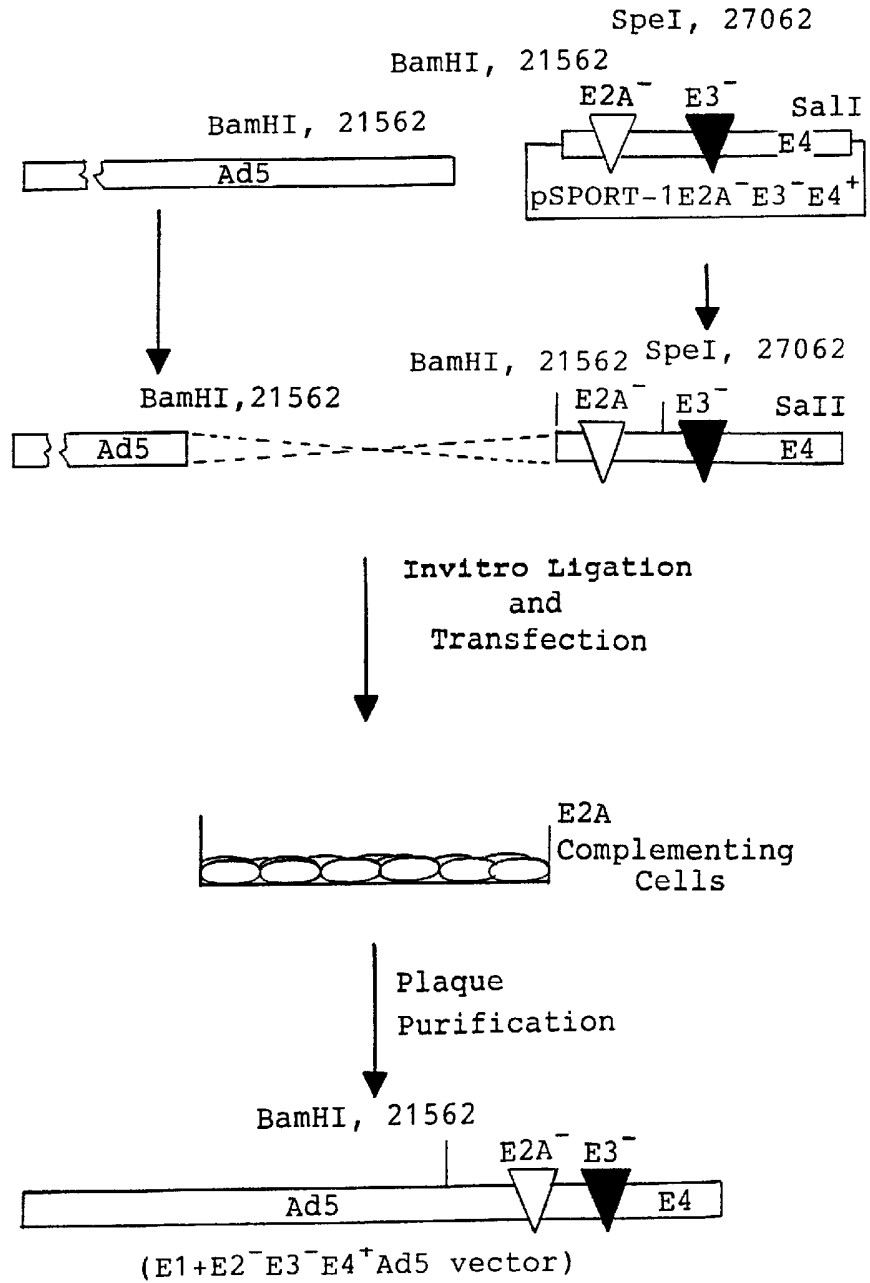 SpeI, 27062
BamHI, 21562
E2A⁻ E3⁻ SalI
BamHI, 21562
E4
Ad5
pSPORT-1E2A⁻E3⁻E4⁺
BamHI, 21562 SpeI, 27062
BamHI,21562
E2A⁻ E3⁻ SaII
Ad5
E4
Invitro Ligation
and
Transfection
E2A
Complementing
Cells
Plaque
Purification
BamHI, 21562
E2A⁻ E3⁻
Ad5
E4
(E1+E2⁻E3⁻E4⁺Ad5 vector)